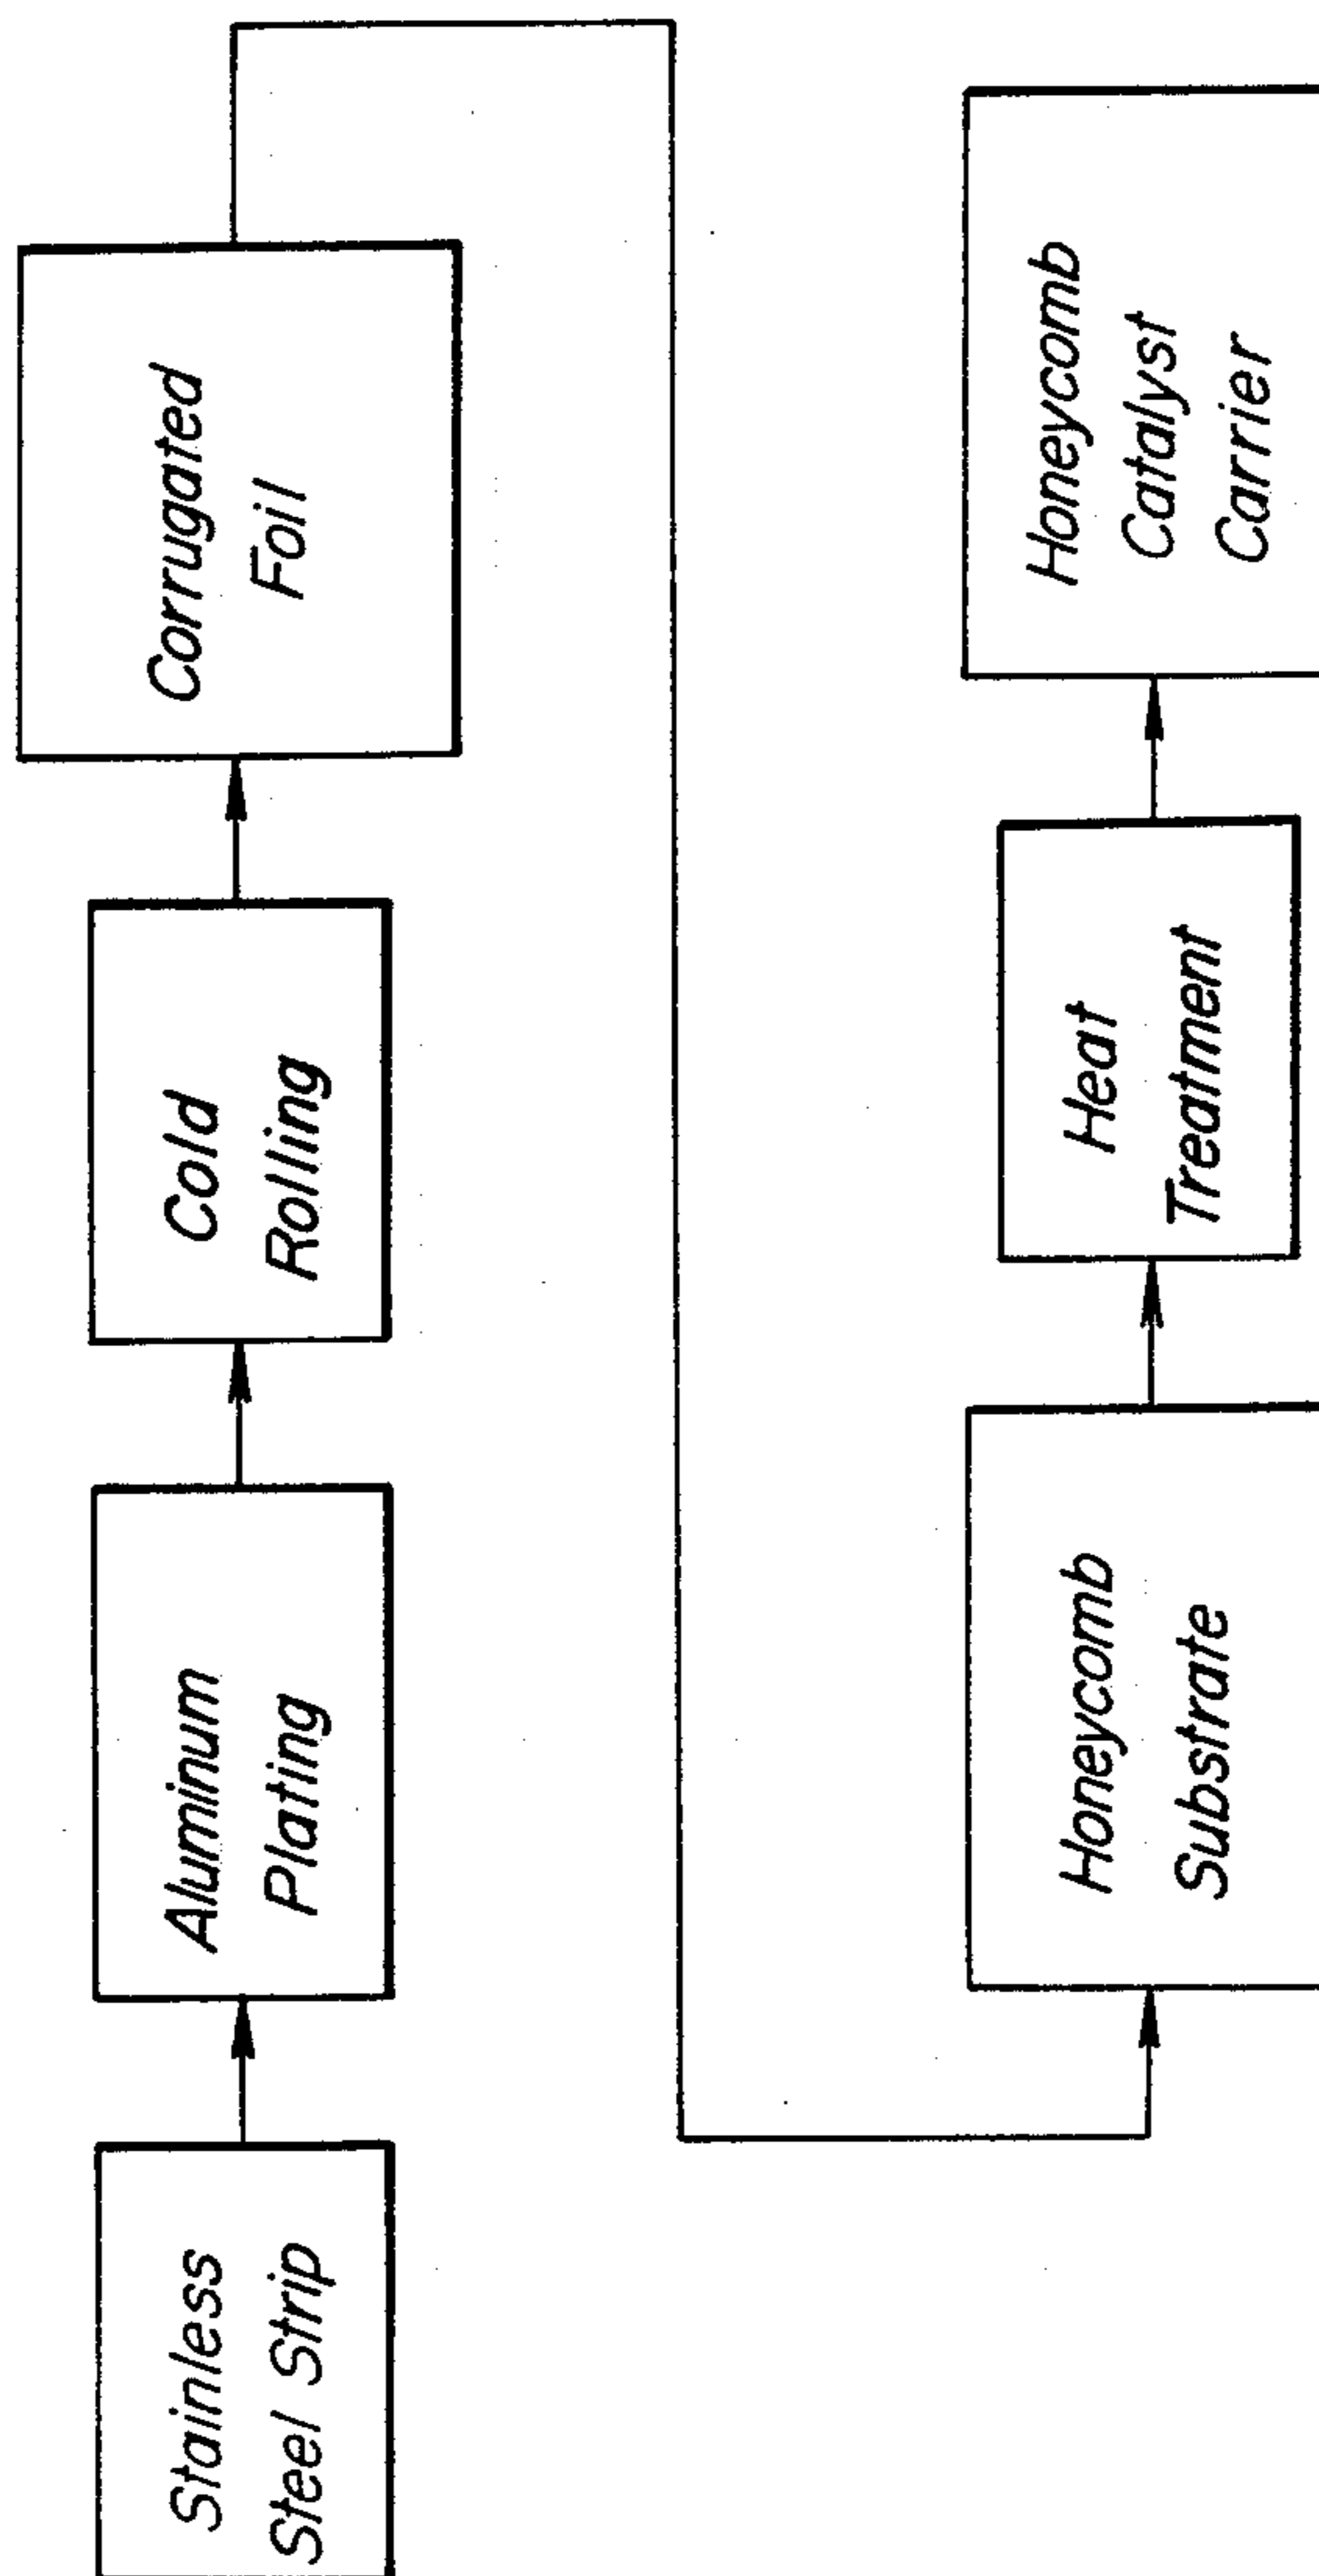 Stainless
Steel Strip
Aluminum
Plating
Cold
Rolling
Corrugated
Foil
Honeycomb
Substrate
Heat
Treatment
Honeycomb
Catalyst
Carrier